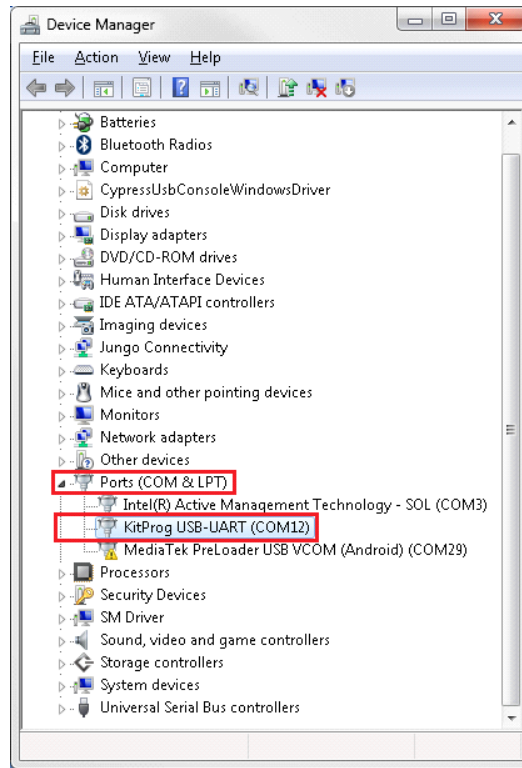 Device Manager
File Action View Help
Batteries
Bluetooth Radios
Computer
CypressUsbConsoleWindowsDriver
Disk drives
Display adapters
DVD/CD-ROM drives
Human Interface Devices
IDE ATA/ATAPI controllers
Imaging devices
Jungo Connectivity
Keyboards
Mice and other pointing devices
Monitors
Network adapters
Other devices
Ports (COM & LPT)
Intel(R) Active Management Technology - SOL (COM3)
KitProg USB-UART (COM12)
MediaTek PreLoader USB VCOM (Android) (COM29)
Processors
Security Devices
SM Driver
Sound, video and game controllers
Storage controllers
System devices
Universal Serial Bus controllers